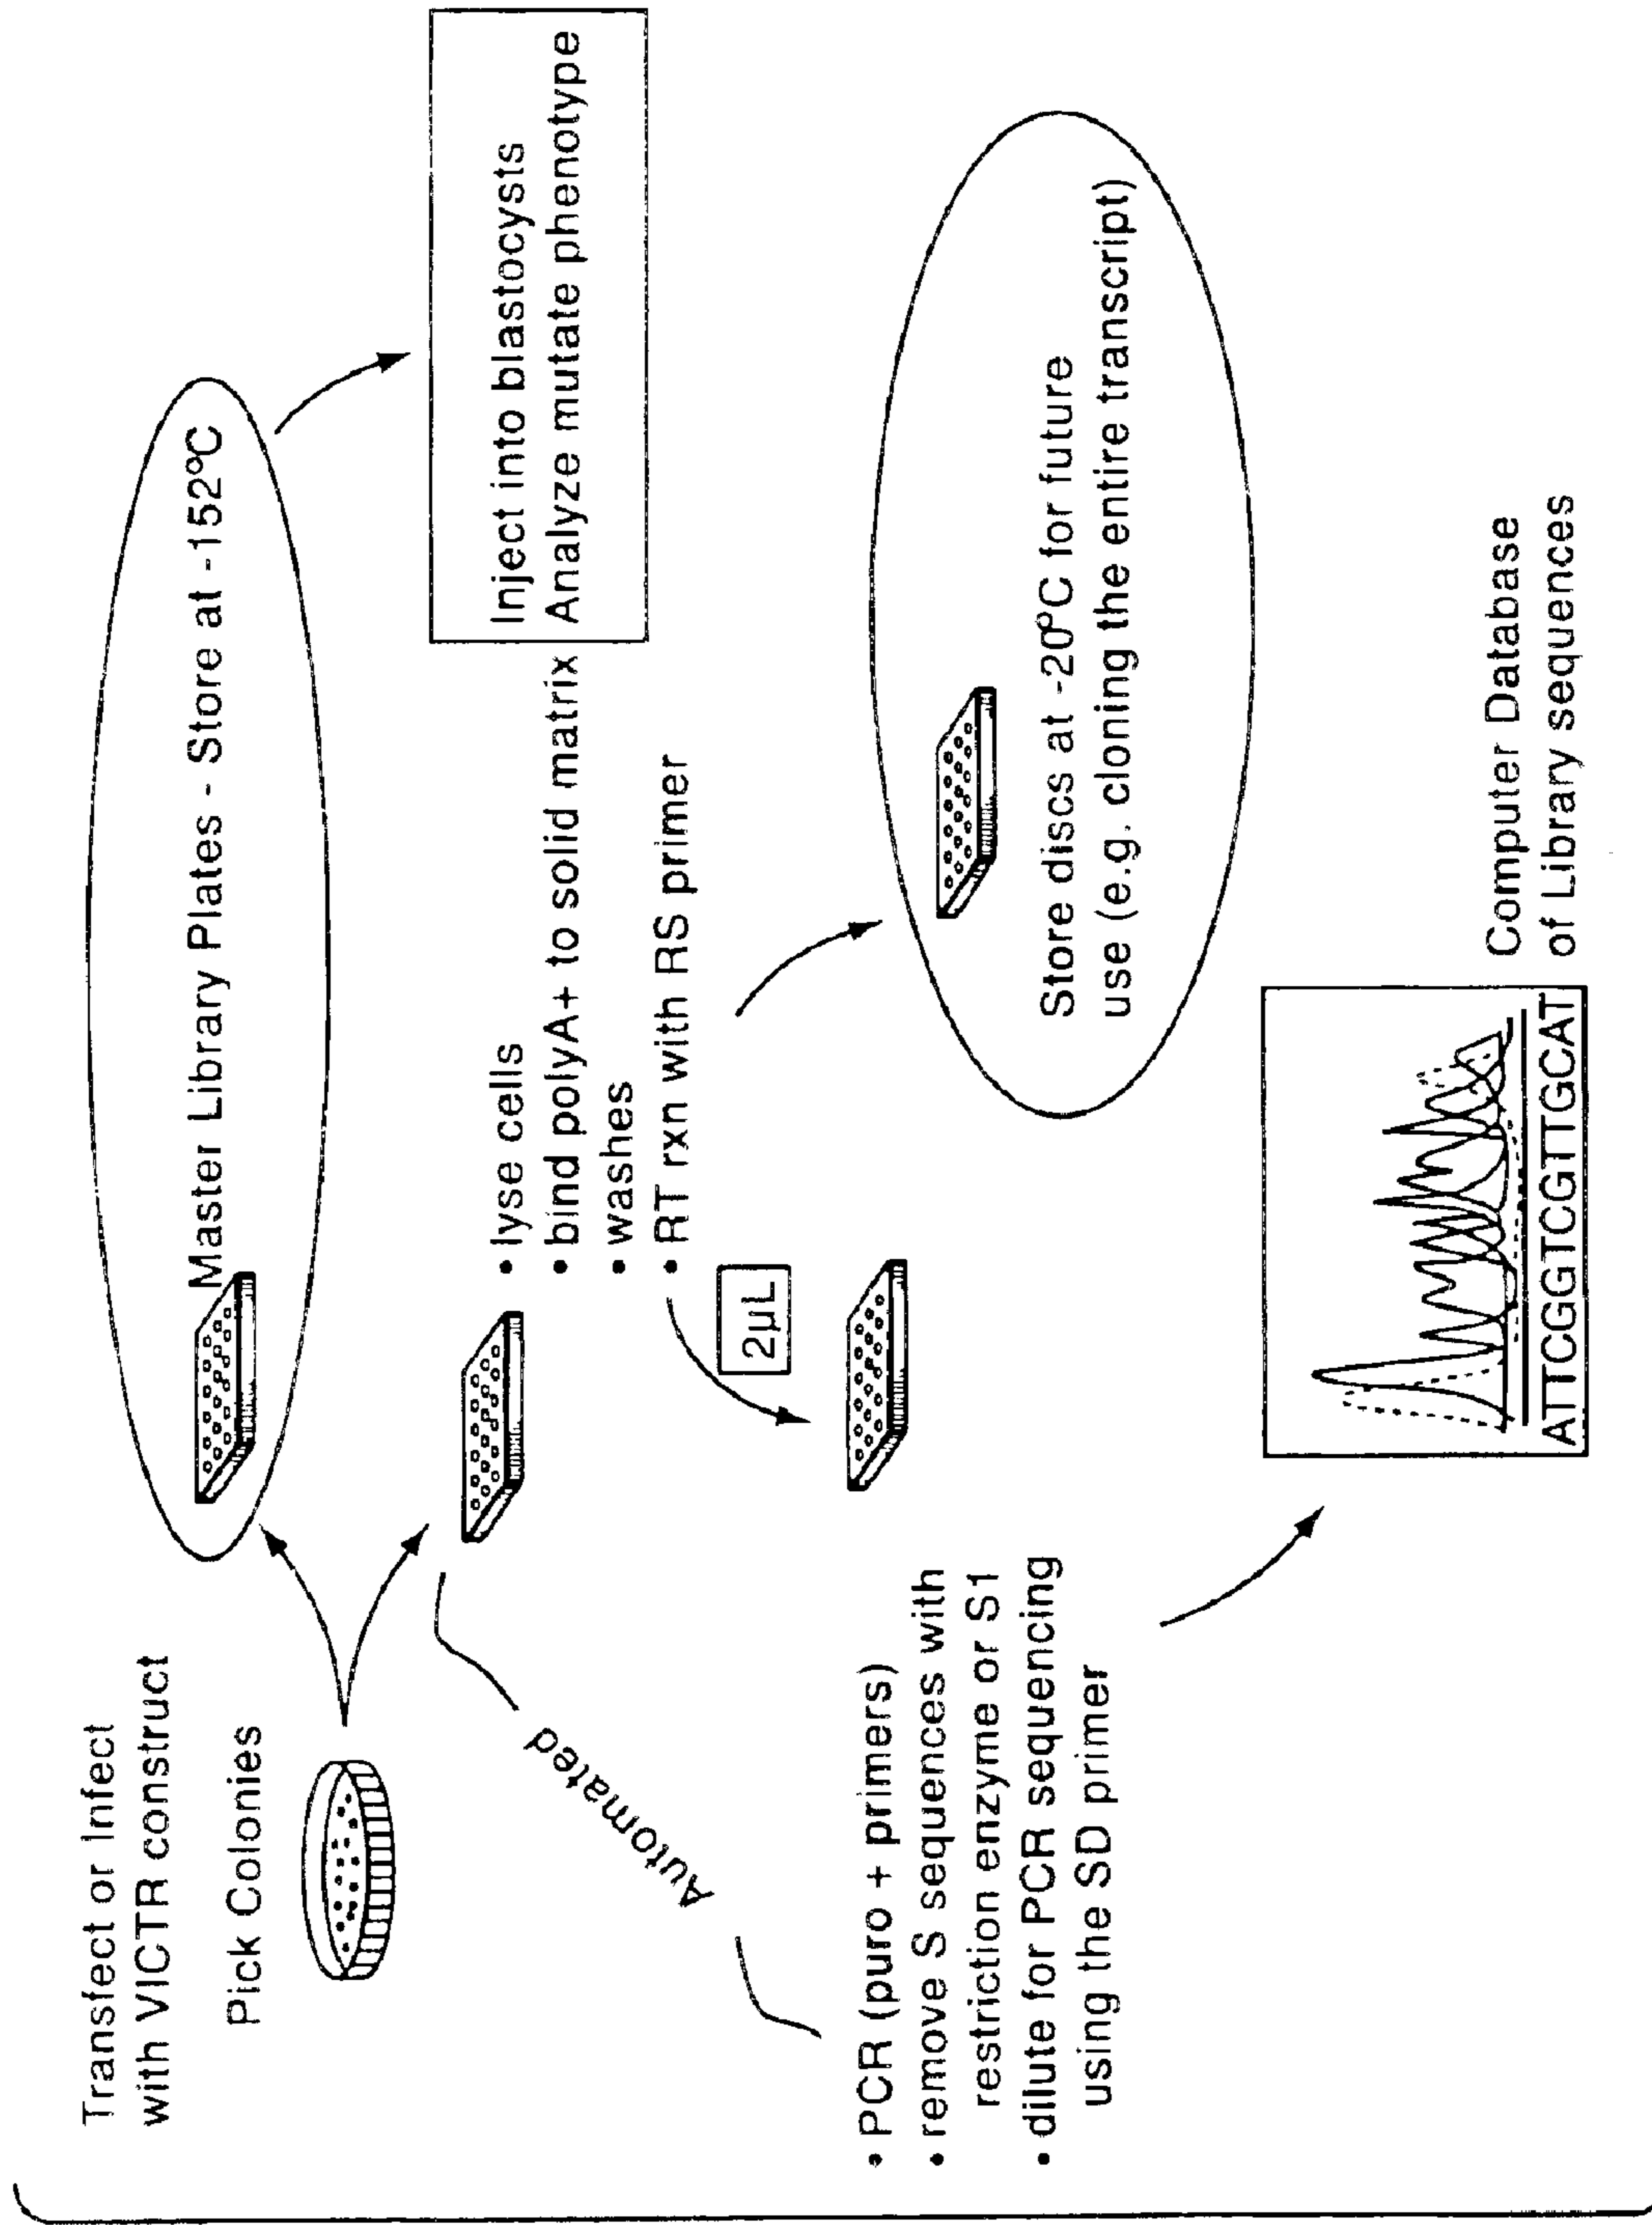 Transfect or Infect
with VICTR construct
Pick Colonies
Master Library Plates - Store at -152ºC
Inject into blastocysts
Analyze mutate phenotype
• lyse cells
• bind polyA+ to solid matrix
• washes
• RT rxn with RS primer
2µL
Automated
Store discs at -20ºC for future
use (e.g. cloning the entire transcript)
• PCR (puro + primers)
• remove S sequences with
restriction enzyme or S1
• dilute for PCR sequencing
using the SD primer
ATTCGGTCGTTGCAT
Computer Database
of Library sequences